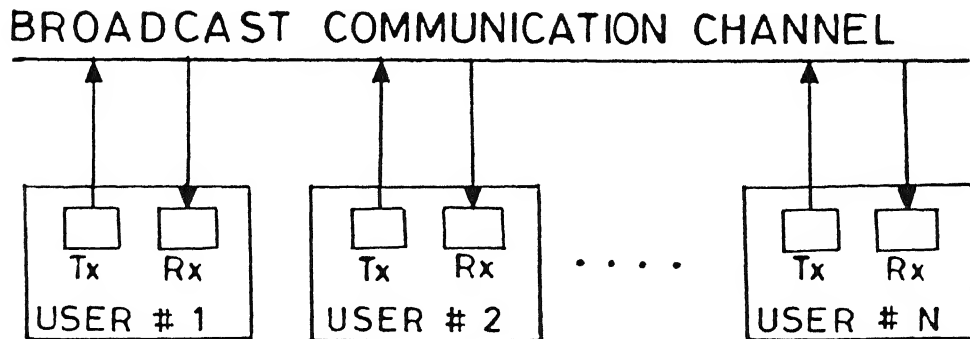 BROADCAST COMMUNICATION CHANNEL
Tx Rx Tx Rx . . . . Tx Rx
USER # 1 USER # 2 USER # N